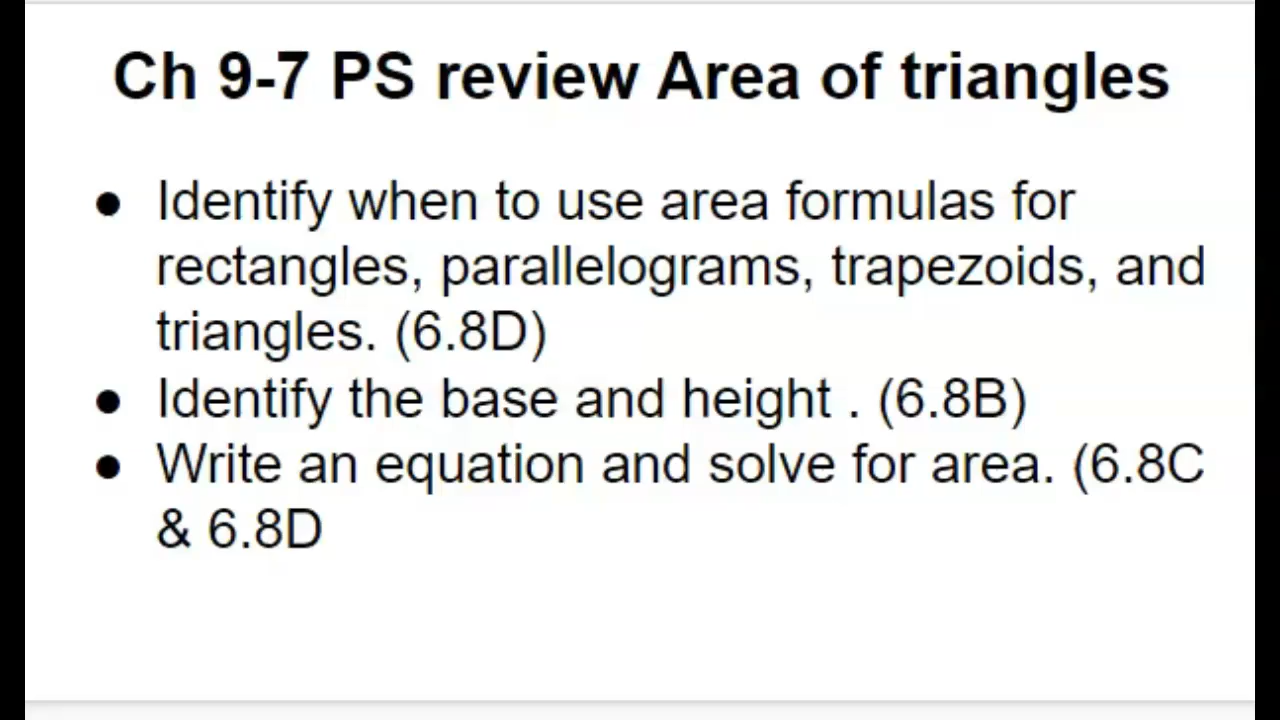 Ch 9-7 PS review Area of triangles
● Identify when to use area formulas for
rectangles, parallelograms, trapezoids, and
triangles. (6.8D)
● Identify the base and height . (6.8B)
● Write an equation and solve for area. (6.8C
& 6.8D